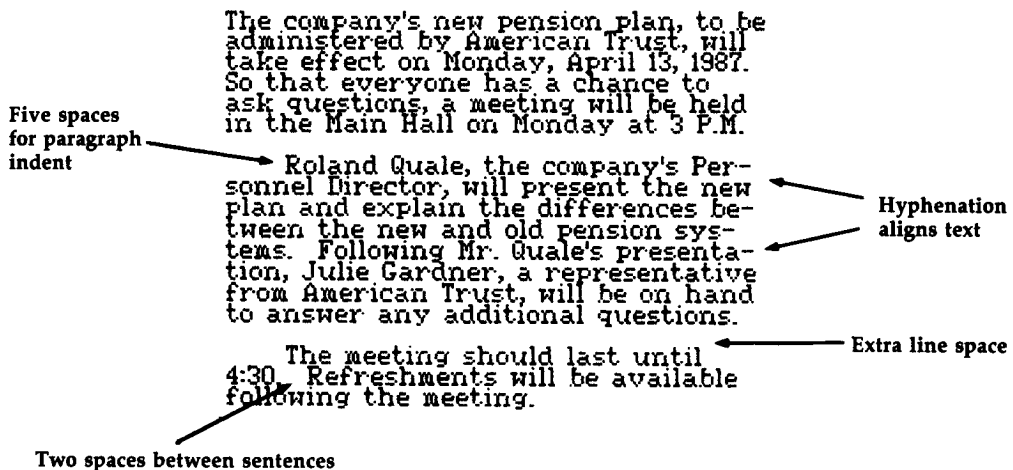 The company's new pension plan, to be
administered by American Trust, will
take effect on Monday, April 13, 1987.
So that everyone has a chance to
ask questions, a meeting will be held
in the Main Hall on Monday at 3 P.M.
Five spaces
for paragraph
indent
Roland Quale, the company's Per-
sonnel Director, will present the new
plan and explain the differences be-
tween the new and old pension sys-
tems.  Following Mr. Quale's presenta-
tion, Julie Gardner, a representative
from American Trust, will be on hand
to answer any additional questions.
Hyphenation
aligns text
The meeting should last until
4:30.  Refreshments will be available
following the meeting.
Extra line space
Two spaces between sentences